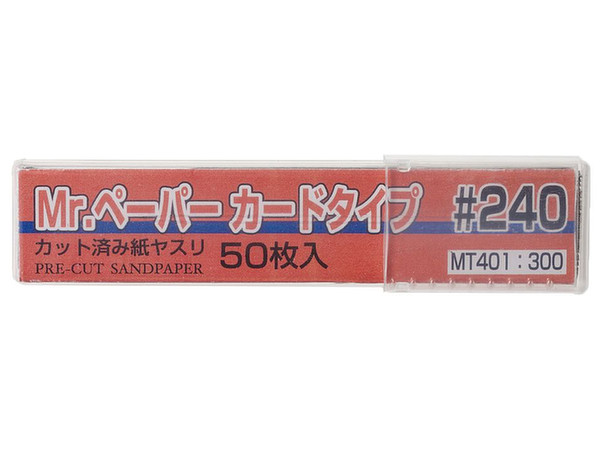 Mr.ペーパー カードタイプ #240
カット済み紙ヤスリ
PRE-CUT SANDPAPER
50枚入
MT401:300